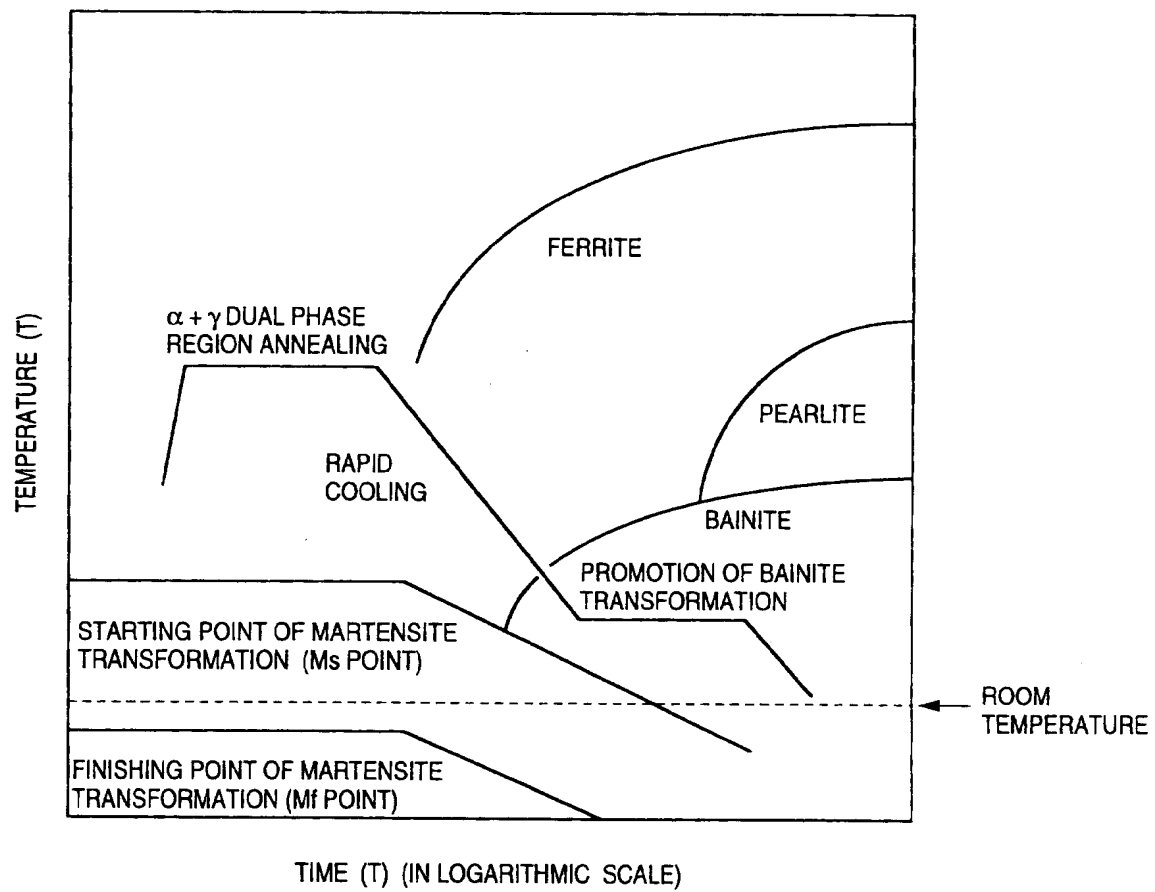 FERRITE
α + γ DUAL PHASE
REGION ANNEALING
TEMPERATURE (T)
PEARLITE
RAPID
COOLING
BAINITE
PROMOTION OF BAINITE
TRANSFORMATION
STARTING POINT OF MARTENSITE
TRANSFORMATION (Ms POINT)
ROOM
TEMPERATURE
FINISHING POINT OF MARTENSITE
TRANSFORMATION (Mf POINT)
TIME (T) (IN LOGARITHMIC SCALE)